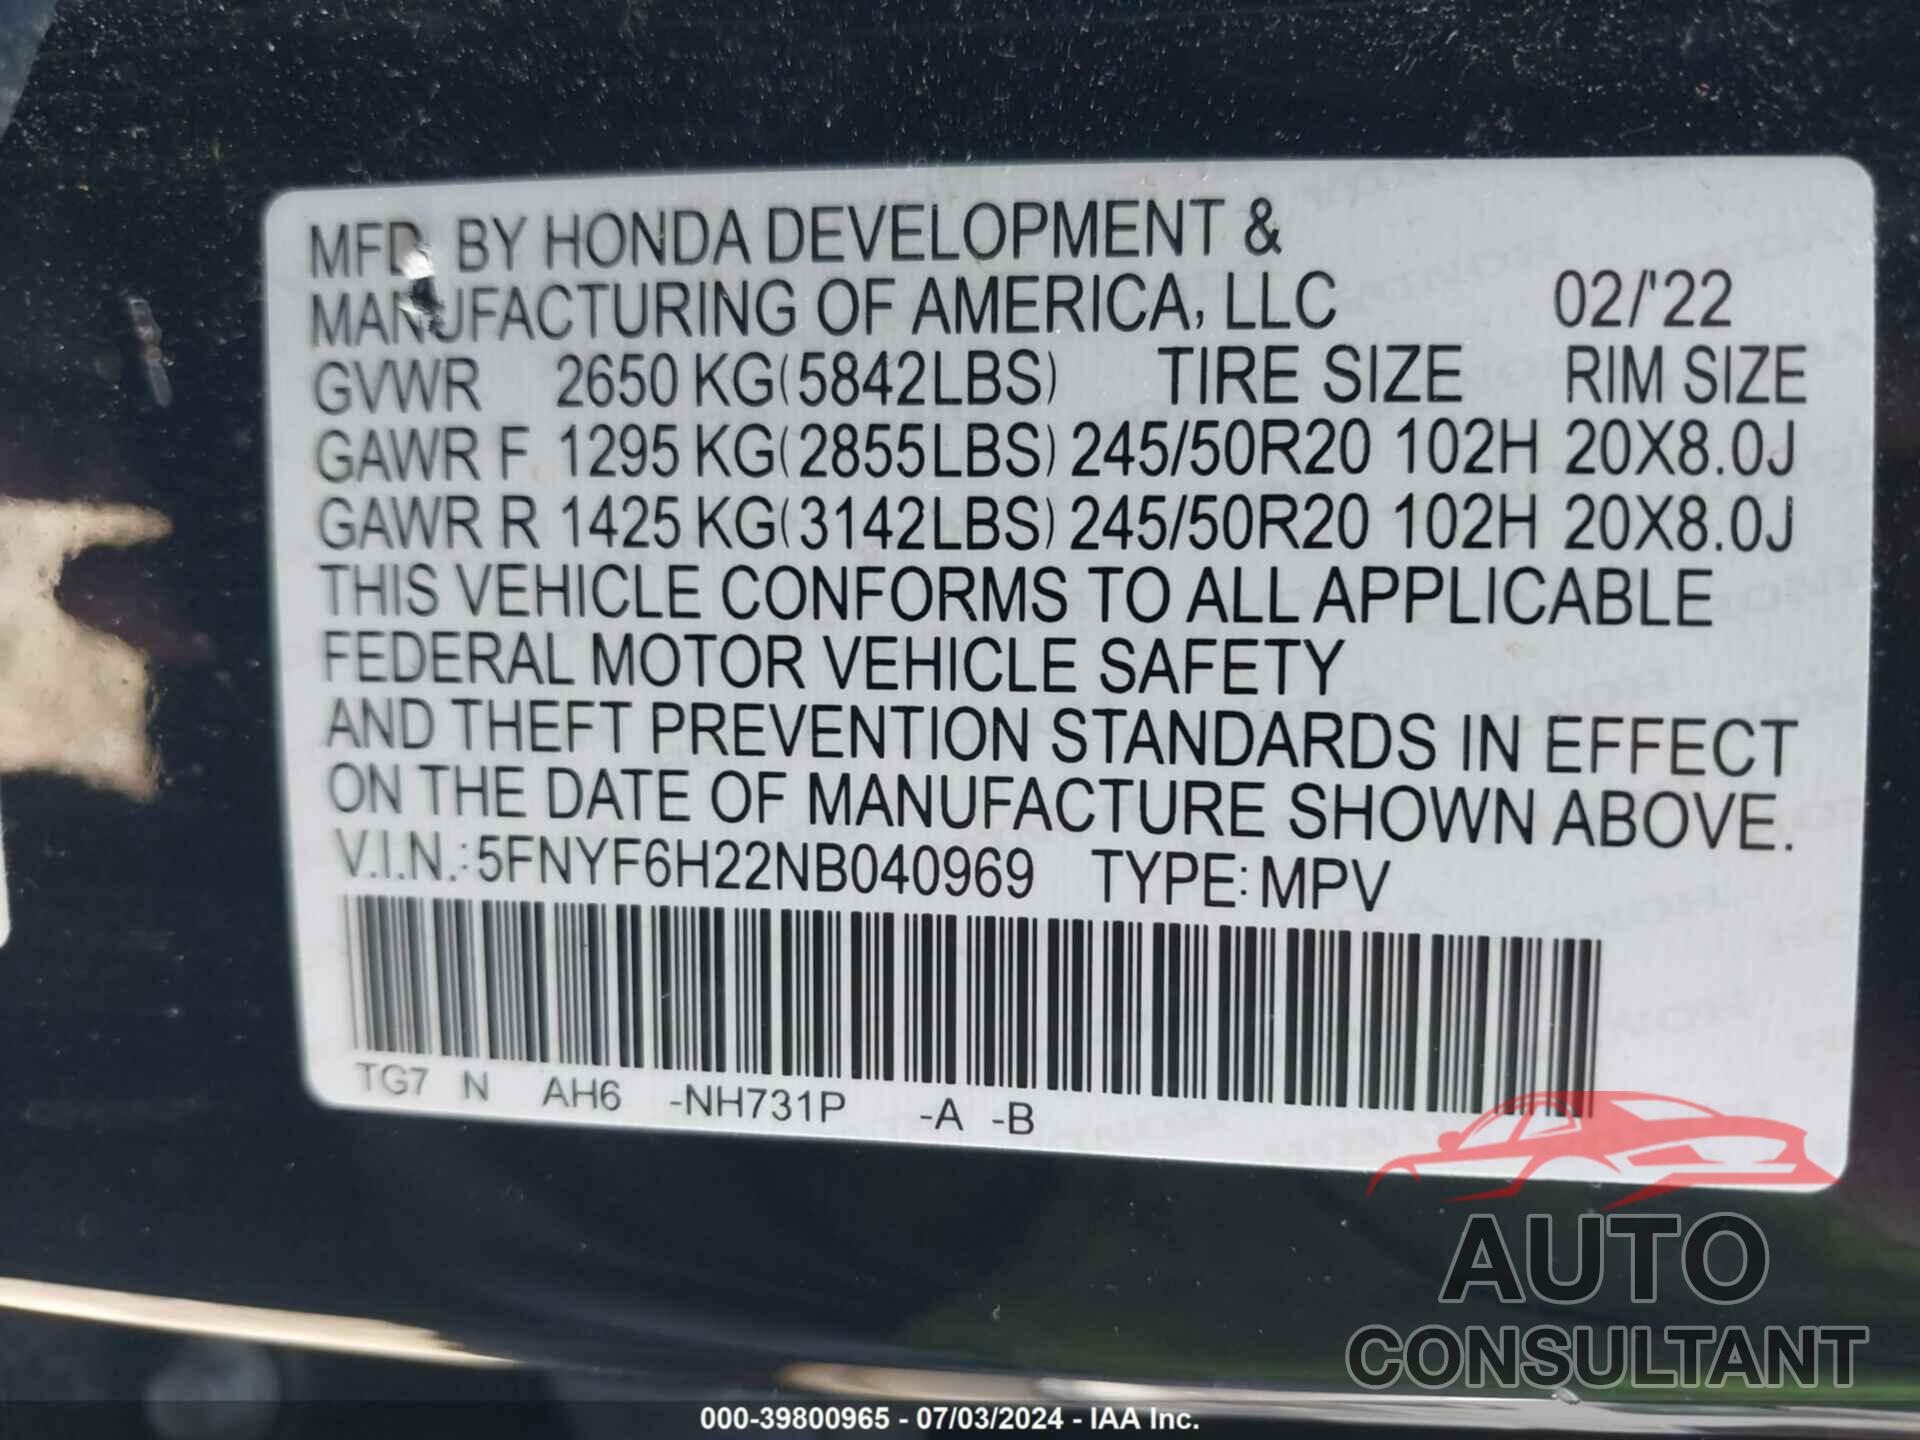 MFD. BY HONDA DEVELOPMENT &
MANUFACTURING OF AMERICA, LLC 02/'22
GVWR 2650 KG(5842LBS) TIRE SIZE RIM SIZE
GAWR F 1295 KG(2855LBS) 245/50R20 102H 20X8.0J
GAWR R 1425 KG(3142LBS) 245/50R20 102H 20X8.0J
THIS VEHICLE CONFORMS TO ALL APPLICABLE
FEDERAL MOTOR VEHICLE SAFETY
AND THEFT PREVENTION STANDARDS IN EFFECT
ON THE DATE OF MANUFACTURE SHOWN ABOVE.
V.I.N.: 5FNYF6H22NB040969 TYPE: MPV
TG7 N AH6 -NH731P -A -B
AUTO
CONSULTANT
000-39800965 - 07/03/2024 - IAA Inc.